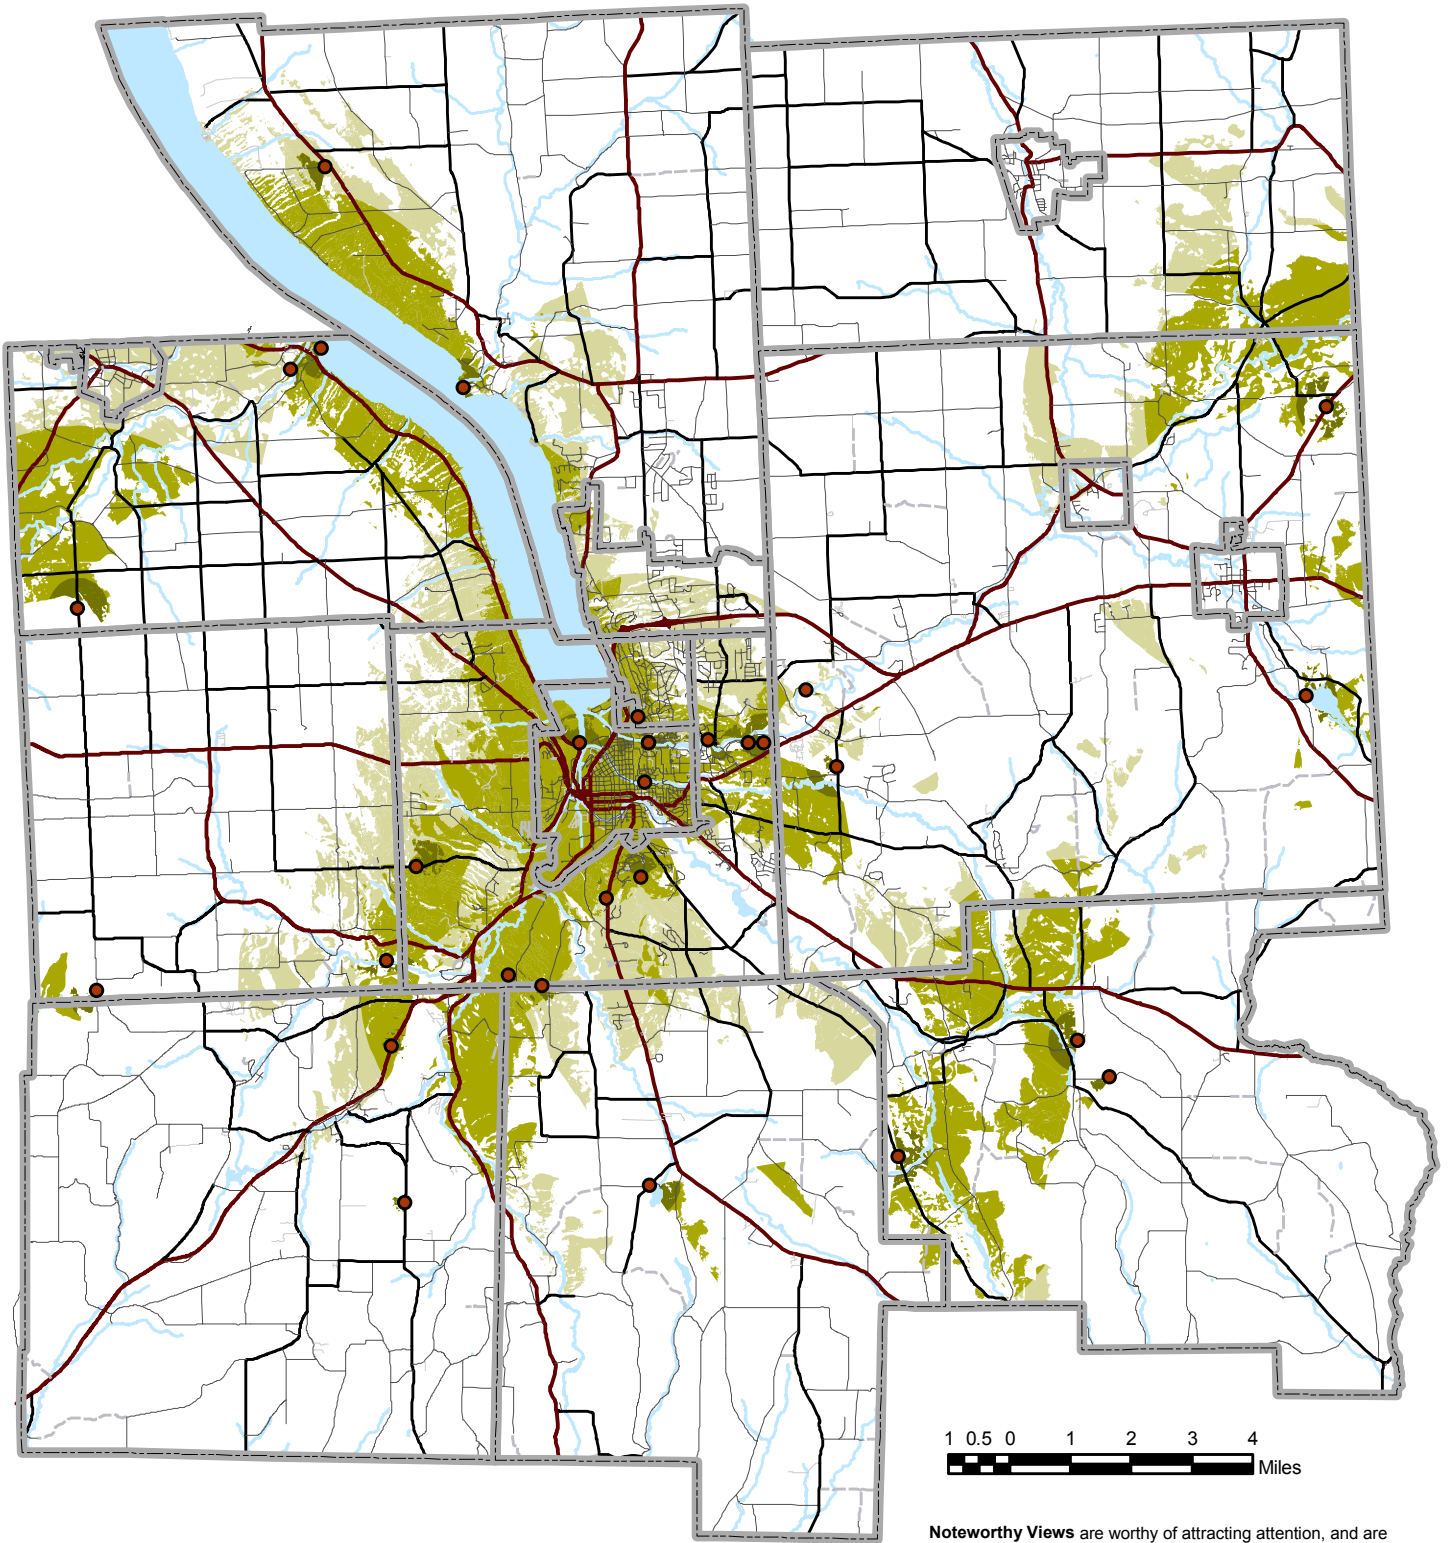 1 0.5 0 1 2 3 4
Miles
Noteworthy Views are worthy of attracting attention, and are